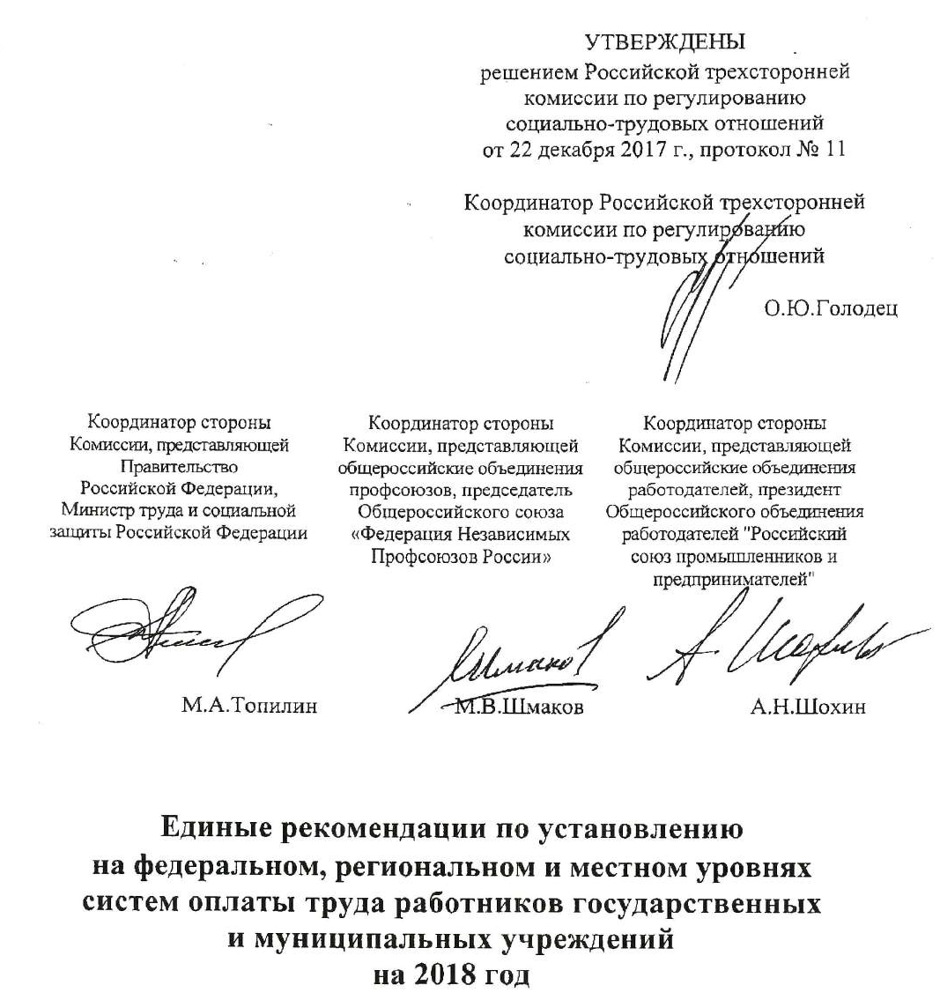 УТВЕРЖДЕНЫ
решением Российской трехсторонней
комиссии по регулированию
социально-трудовых отношений
от 22 декабря 2017 г., протокол № 11
Координатор Российской трехсторонней
комиссии по регулированию
социально-трудовых отношений
О.Ю.Голодец
Координатор стороны
Комиссии, представляющей
Правительство
Российской Федерации,
Министр труда и социальной
защиты Российской Федерации
М.А.Топилин
Координатор стороны
Комиссии, представляющей
общероссийские объединения
профсоюзов, председатель
Общероссийского союза
«Федерация Независимых
Профсоюзов России»
М.В.Шмаков
Координатор стороны
Комиссии, представляющей
общероссийские объединения
работодателей, президент
Общероссийского объединения
работодателей "Российский
союз промышленников и
предпринимателей"
А.Н.Шохин
Единые рекомендации по установлению
на федеральном, региональном и местном уровнях
систем оплаты труда работников государственных
и муниципальных учреждений
на 2018 год